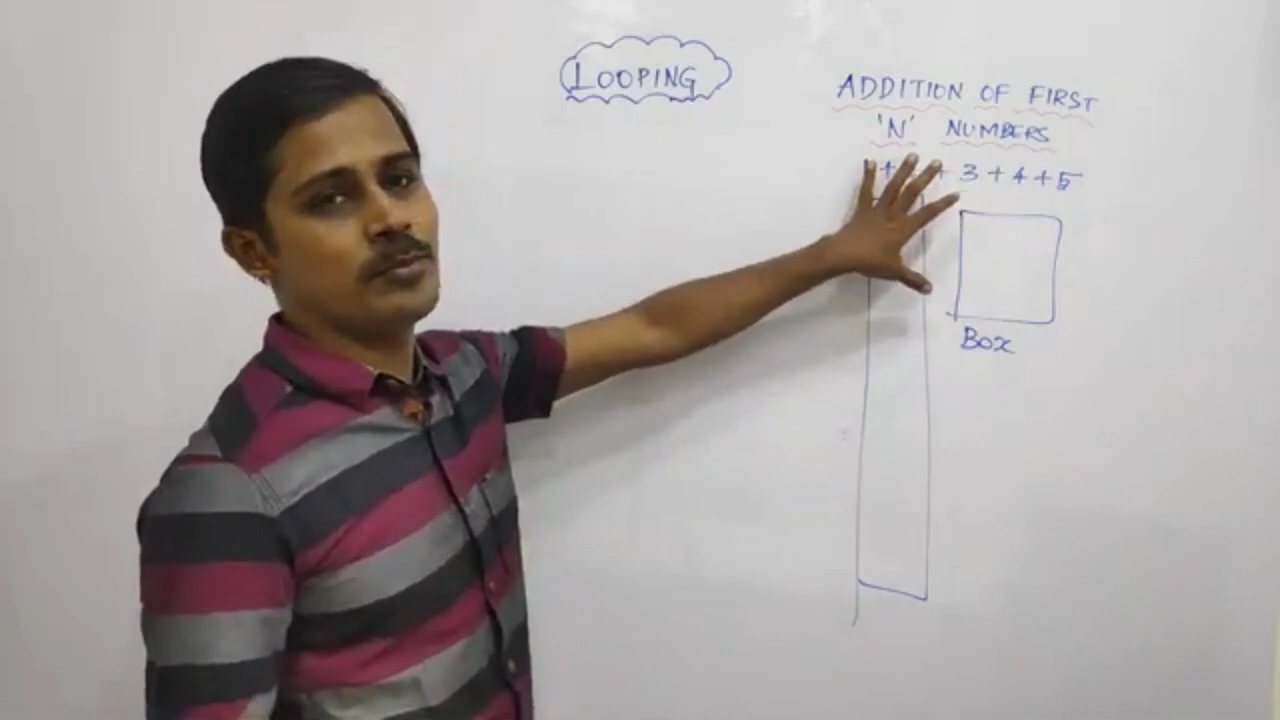 LOOPING
ADDITION OF FIRST
'N' NUMBERS
+ + 3 + 4 + 5
Box